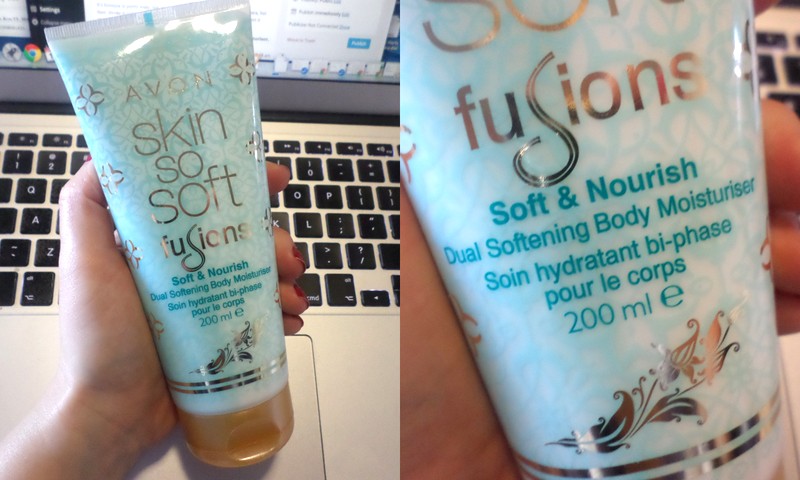 AVON
skin
so
soft
fusions
Soft & Nourish
Dual Softening Body Moisturiser
Soin hydratant bi-phase
pour le corps
200 ml e
soft
fusions
Soft & Nourish
Dual Softening Body Moisturiser
Soin hydratant bi-phase
pour le corps
200 ml e